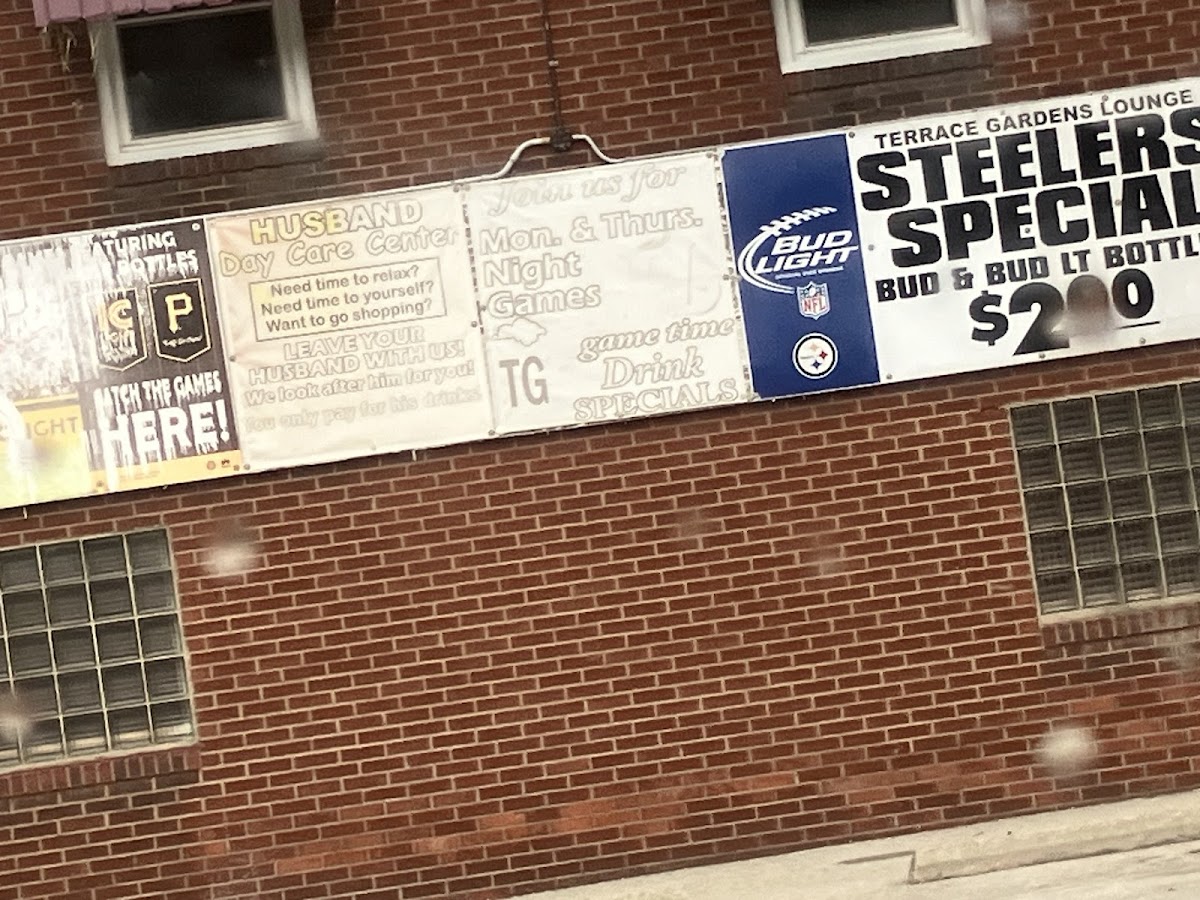 TURING
BOTTLES
P
ATCH THE GAMES
HERE!
IGHT
HUSBAND
Day Care Center
Need time to relax?
Need time to yourself?
Want to go shopping?
LEAVE YOUR
HUSBAND WITH US!
We look after him for you!
You only pay for his drinks!
Join us for
Mon. & Thurs.
Night
Games
TG
game time
Drink
SPECIALS
BUD
LIGHT
NFL
Steelers
TERRACE GARDENS LOUNGE
STEELERS
SPECIAL
BUD & BUD LT BOTTL
$200